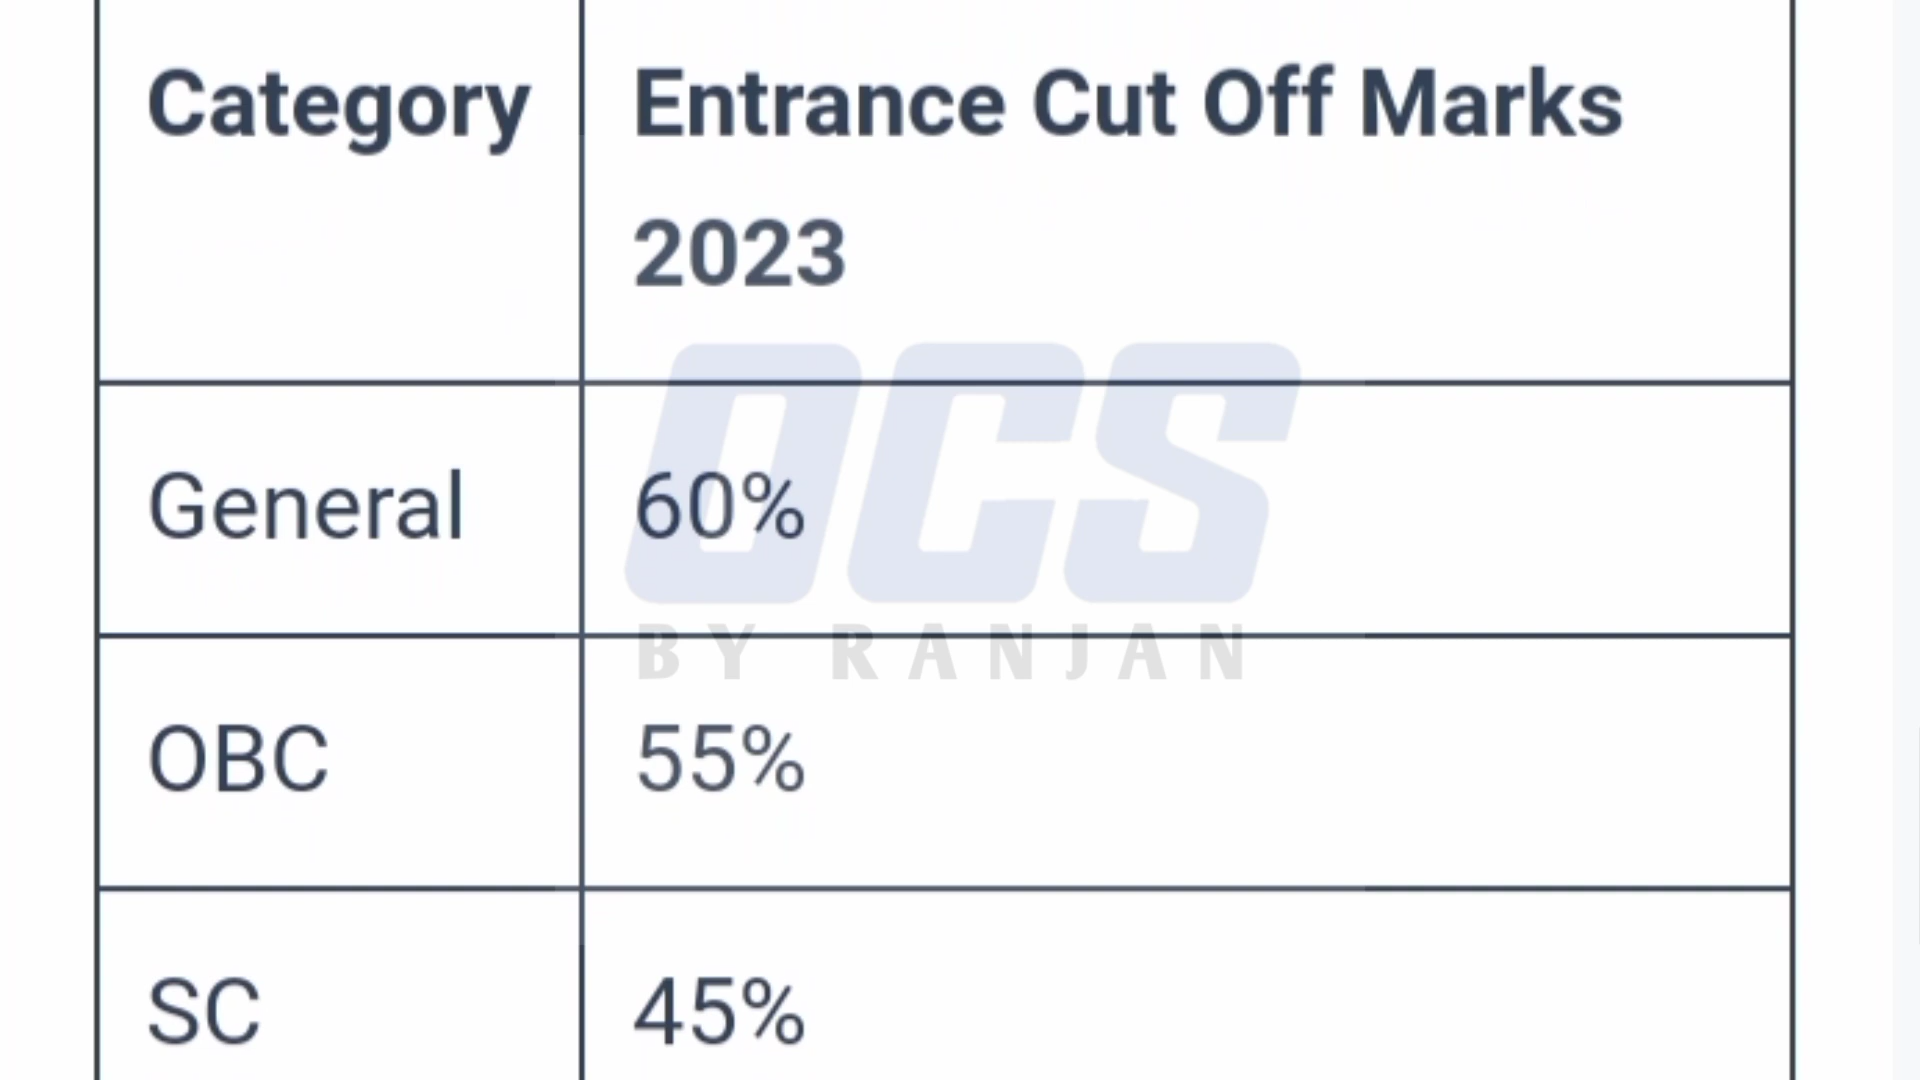 Category Entrance Cut Off Marks
2023
General 60%
OCS
BY RANJAN
OBC 55%
SC 45%